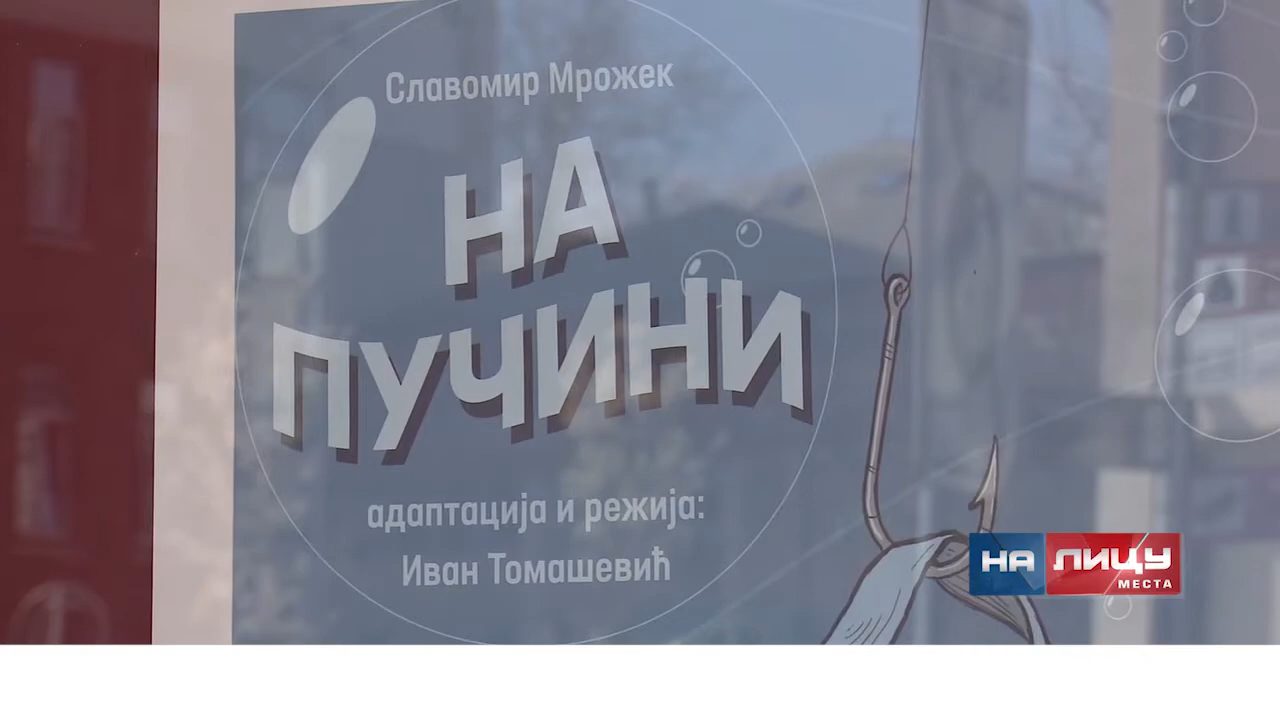 Славомир Мрожек
НА
ПУЧИНИ
адаптација и режија:
Иван Томашевић
НА ЛИЦУ
МЕСТА